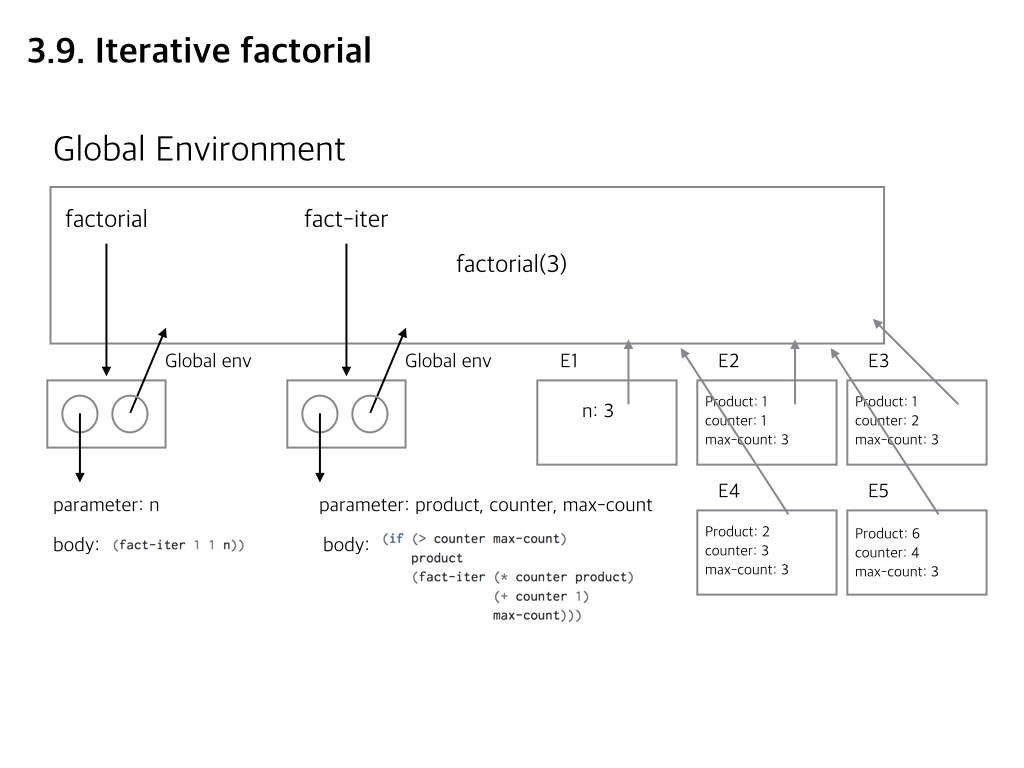 3.9. Iterative factorial
Global Environment
factorial
fact-iter
factorial(3)
Global env
Global env
E1
E2
E3
n: 3
Product: 1
counter: 1
max-count: 3
Product: 1
counter: 2
max-count: 3
parameter: n
body: (fact-iter 1 1 n))
parameter: product, counter, max-count
body: (if (> counter max-count)
product
(fact-iter (* counter product)
(+ counter 1)
max-count)))
E4
E5
Product: 2
counter: 3
max-count: 3
Product: 6
counter: 4
max-count: 3